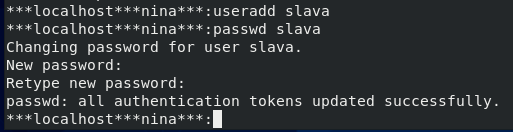 ***localhost***nina***:useradd slava
***localhost***nina***:passwd slava
Changing password for user slava.
New password:
Retype new password:
passwd: all authentication tokens updated successfully.
***localhost***nina***: